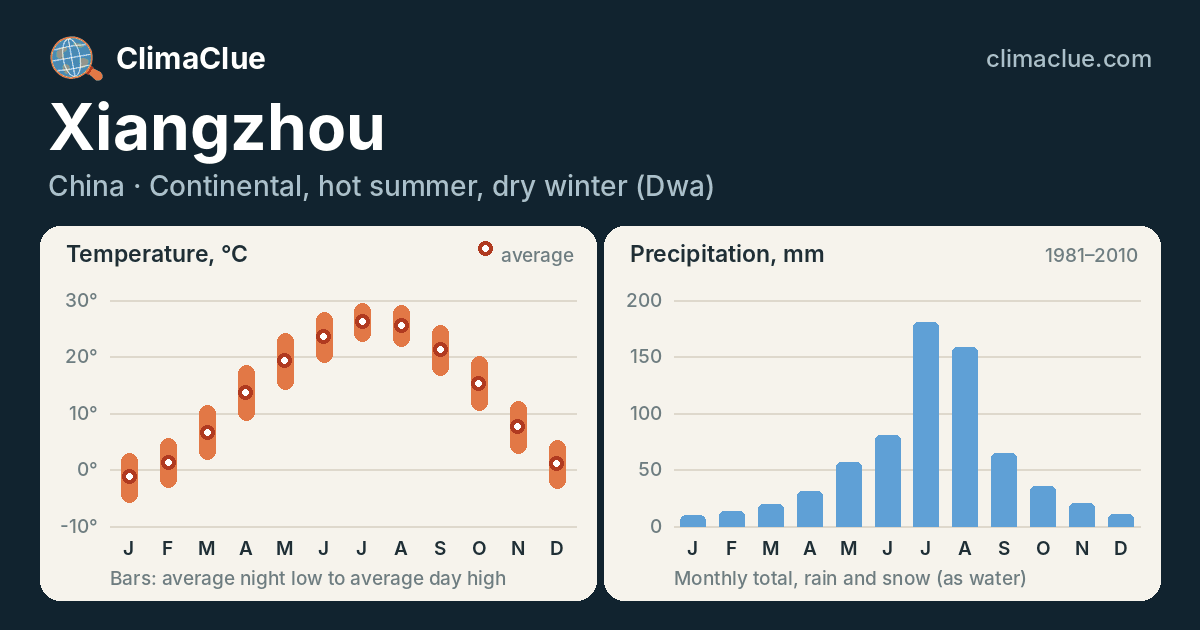 ClimaClue
climaclue.com
Xiangzhou
China · Continental, hot summer, dry winter (Dwa)
Temperature, °C
average
30°
20°
10°
0°
-10°
J F M A M J J A S O N D
Bars: average night low to average day high
Precipitation, mm
1981–2010
200
150
100
50
0
J F M A M J J A S O N D
Monthly total, rain and snow (as water)